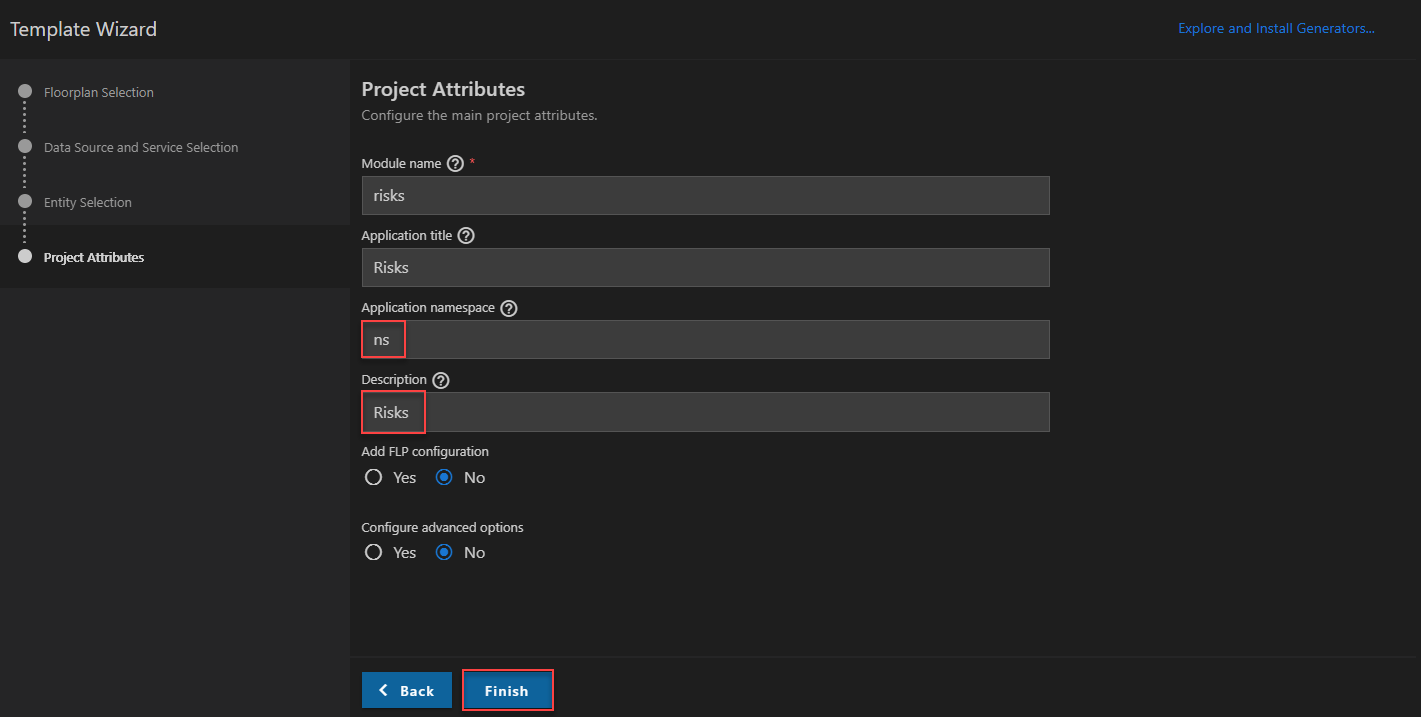 Template Wizard
Explore and Install Generators...
Floorplan Selection
Data Source and Service Selection
Entity Selection
Project Attributes
Project Attributes
Configure the main project attributes.
Module name ? *
risks
Application title ?
Risks
Application namespace ?
ns
Description ?
Risks
Add FLP configuration
Yes No
Configure advanced options
Yes No
Back Finish